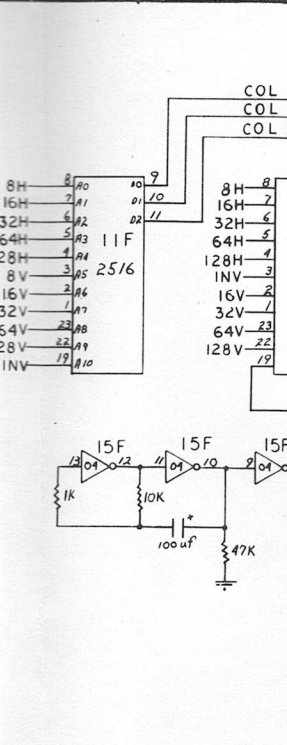 COL
COL
COL
9
8H 8 A0 D0
16H 7 A1 D1 10
32H 6 A2 D2 11
64H 5 A3 11F
28H 4 A4
8V 3 A5 2516
16V 2 A6
32V 1 A7
64V 23 A8
28V 22 A9
INV 19 A10
8H 8
16H 7
32H 6
64H 5
128H 4
INV 3
16V 2
32V 1
64V 23
128V 22
19
15F 15F 15F
13 04 12 11 04 10 9 04
1K 10K
+
100uf
47K